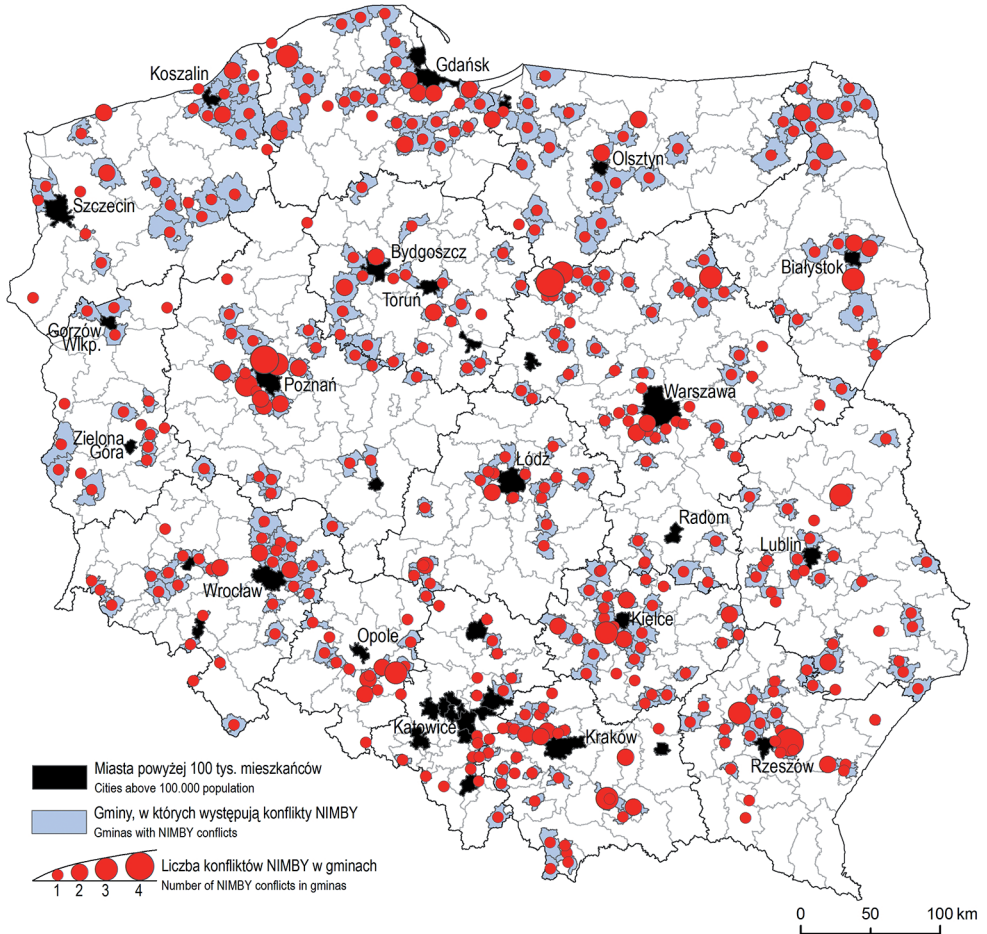 Gdańsk
Koszalin
Olsztyn
Szczecin
Bydgoszcz
Białystok
Toruń
Gorzów
Wlkp.
Poznań
Warszawa
Zielona
Góra
Łódź
Radom
Lublin
Wrocław
Kielce
Opole
Katowice
Kraków
Rzeszów
Miasta powyżej 100 tys. mieszkańców
Cities above 100.000 population
Gminy, w których występują konflikty NIMBY
Gminas with NIMBY conflicts
Liczba konfliktów NIMBY w gminach
1 2 3 4
Number of NIMBY conflicts in gminas
0 50 100 km